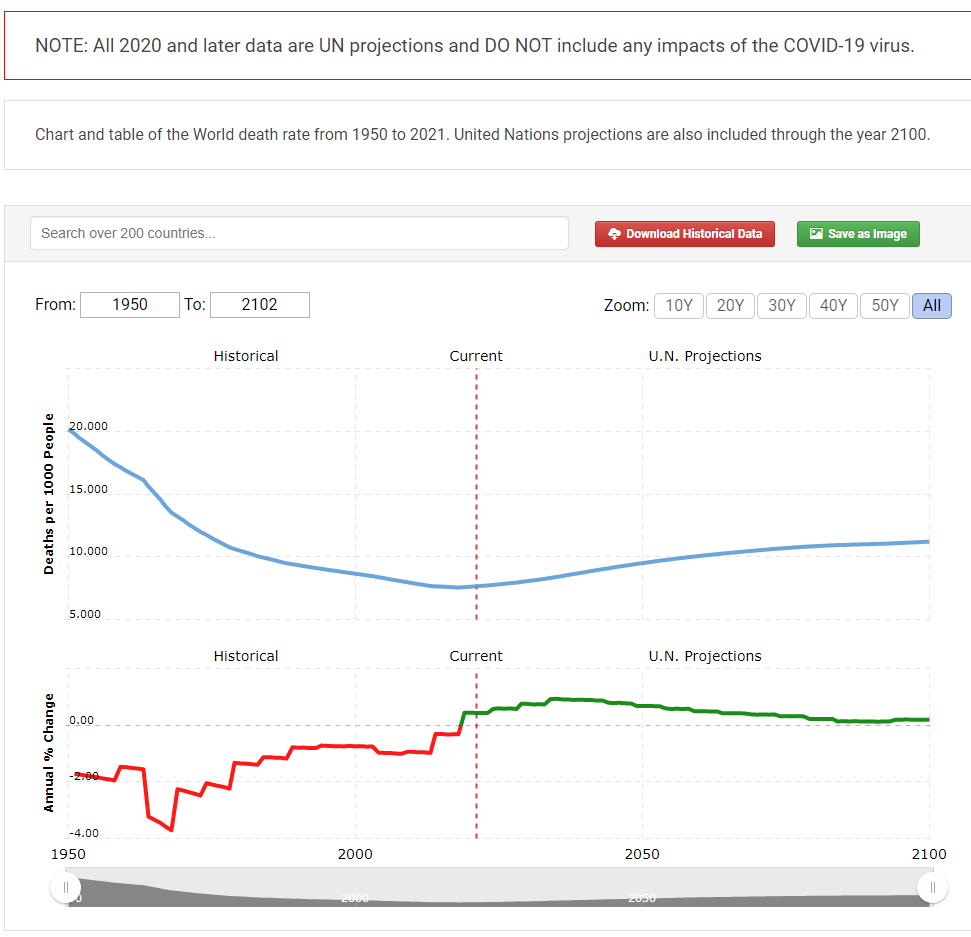 NOTE: All 2020 and later data are UN projections and DO NOT include any impacts of the COVID-19 virus.
Chart and table of the World death rate from 1950 to 2021. United Nations projections are also included through the year 2100.
Search over 200 countries...
Download Historical Data
Save as Image
From: 1950 To: 2102
Zoom: 10Y 20Y 30Y 40Y 50Y All
Historical Current U.N. Projections
Deaths per 1000 People
20.000
15.000
10.000
5.000
Historical Current U.N. Projections
Annual % Change
0.00
-2.00
-4.00
1950 2000 2050 2100
0 2000 2050